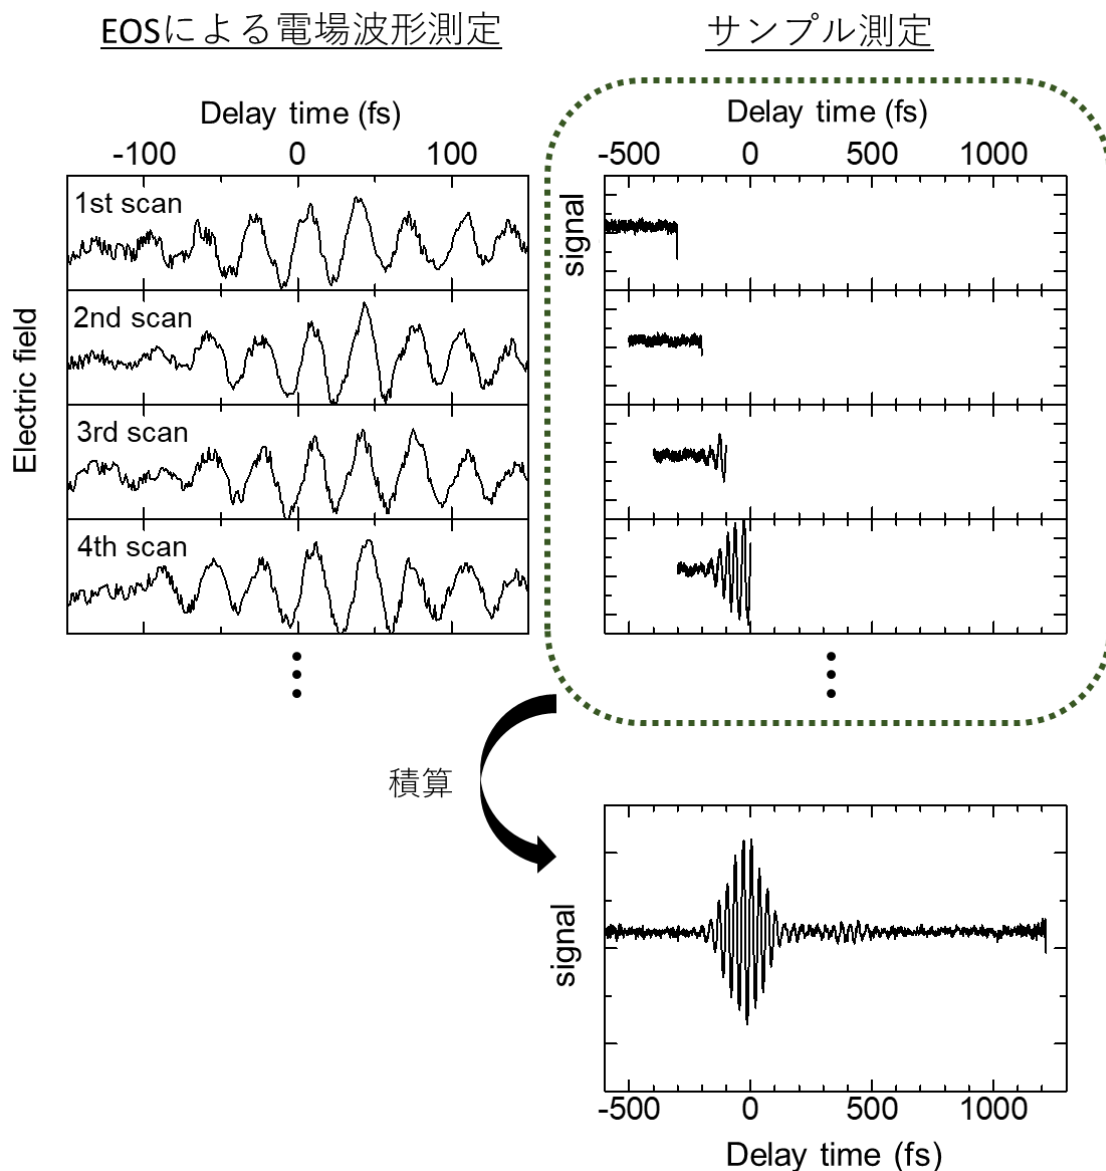 EOSによる電場波形測定
サンプル測定
Delay time (fs)
-100 0 100
Electric field
1st scan
2nd scan
3rd scan
4th scan
Delay time (fs)
-500 0 500 1000
signal
積算
signal
-500 0 500 1000
Delay time (fs)